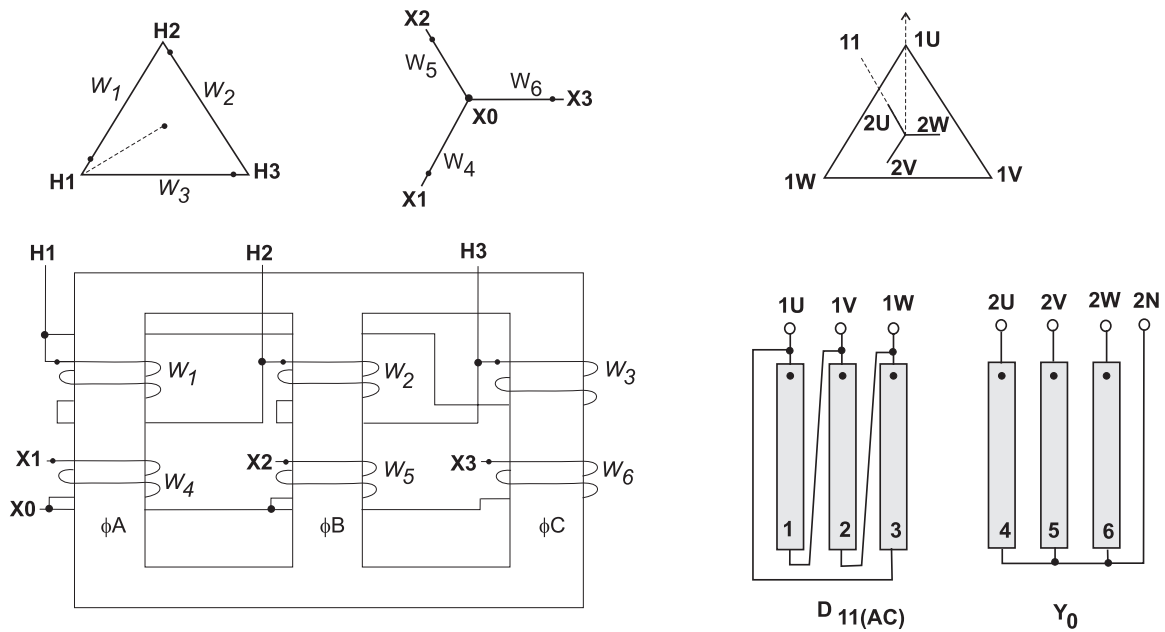 H2
W1
W2
H1
W3
H3
X2
W5
W6
X3
X0
W4
X1
11
1U
2U
2W
2V
1W
1V
H1
H2
H3
W1
W2
W3
X1
X2
X3
W4
W5
W6
X0
ϕA
ϕB
ϕC
1U 1V 1W
1 2 3
D 11(AC)
2U 2V 2W 2N
4 5 6
Y0